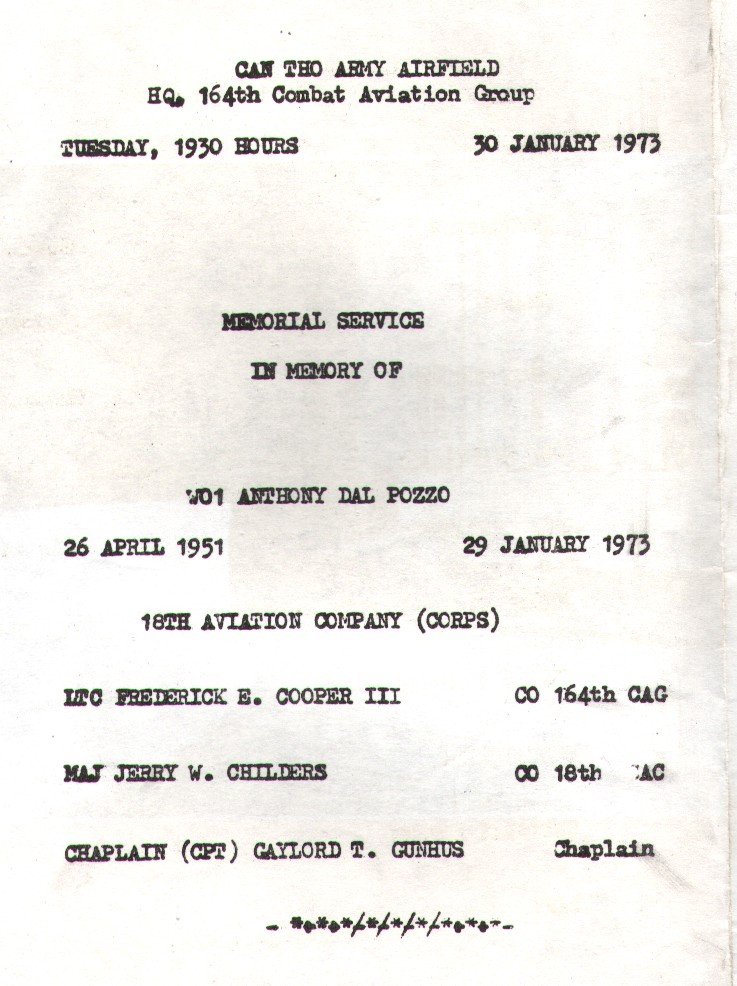 CAN THO ARMY AIRFIELD
HQ. 164th Combat Aviation Group
TUESDAY, 1930 HOURS 30 JANUARY 1973
MEMORIAL SERVICE
IN MEMORY OF
WO1 ANTHONY DAL POZZO
26 APRIL 1951 29 JANUARY 1973
18TH AVIATION COMPANY (CORPS)
LTC FREDERICK E. COOPER III CO 164th CAG
MAJ JERRY W. CHILDERS CO 18th AC
CHAPLAIN (CPT) GAYLORD T. GUNHUS Chaplain